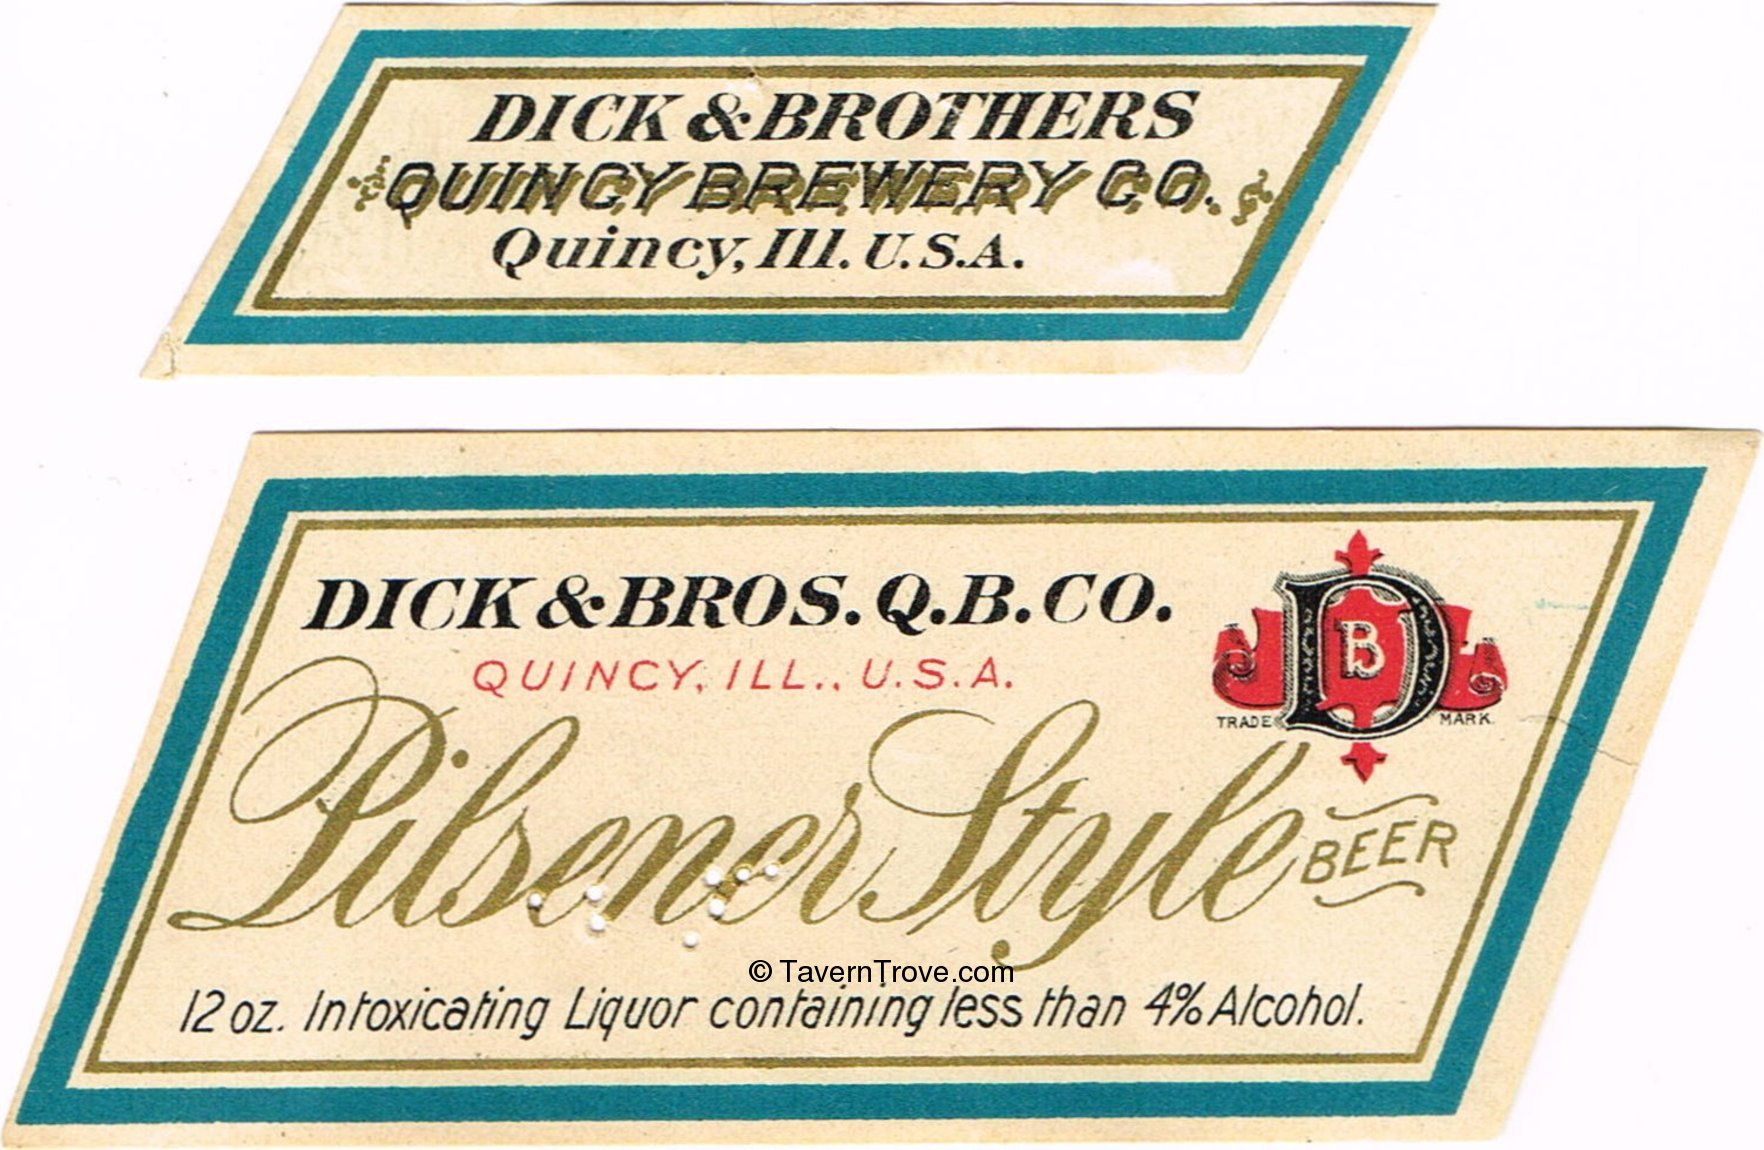 DICK & BROTHERS
QUINCY BREWERY CO.
Quincy, Ill. U.S.A.
DICK & BROS. Q.B.CO.
QUINCY, ILL., U.S.A.
D
B
TRADE MARK.
Pilsener Style
BEER
© TavernTrove.com
12 oz. Intoxicating Liquor containing less than 4% Alcohol.